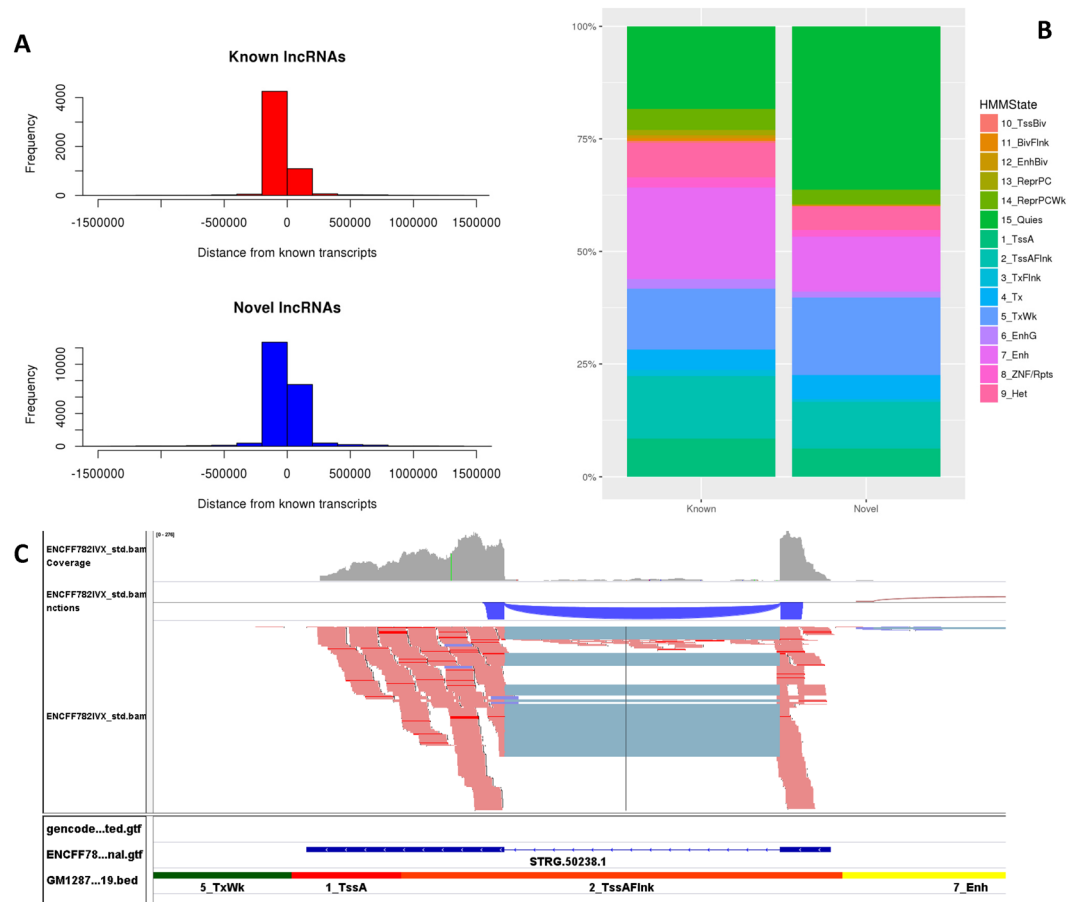 A
Known lncRNAs
Frequency
4000
2000
0
-1500000
-500000
0
500000
1000000
1500000
Distance from known transcripts
Novel lncRNAs
Frequency
10000
4000
0
-1500000
-500000
0
500000
1000000
1500000
Distance from known transcripts
B
100%
75%
50%
25%
0%
Known
Novel
HMMState
10_TssBiv
11_BivFlnk
12_EnhBiv
13_ReprPC
14_ReprPCWk
15_Quies
1_TssA
2_TssAFlnk
3_TxFlnk
4_Tx
5_TxWk
6_EnhG
7_Enh
8_ZNF/Rpts
9_Het
C
ENCFF782IVX_std.bam
Coverage
[0 - 276]
ENCFF782IVX_std.bam
nctions
ENCFF782IVX_std.bam
gencode...ted.gtf
ENCFF78...nal.gtf
STRG.50238.1
GM1287...19.bed
5_TxWk
1_TssA
2_TssAFlnk
7_Enh